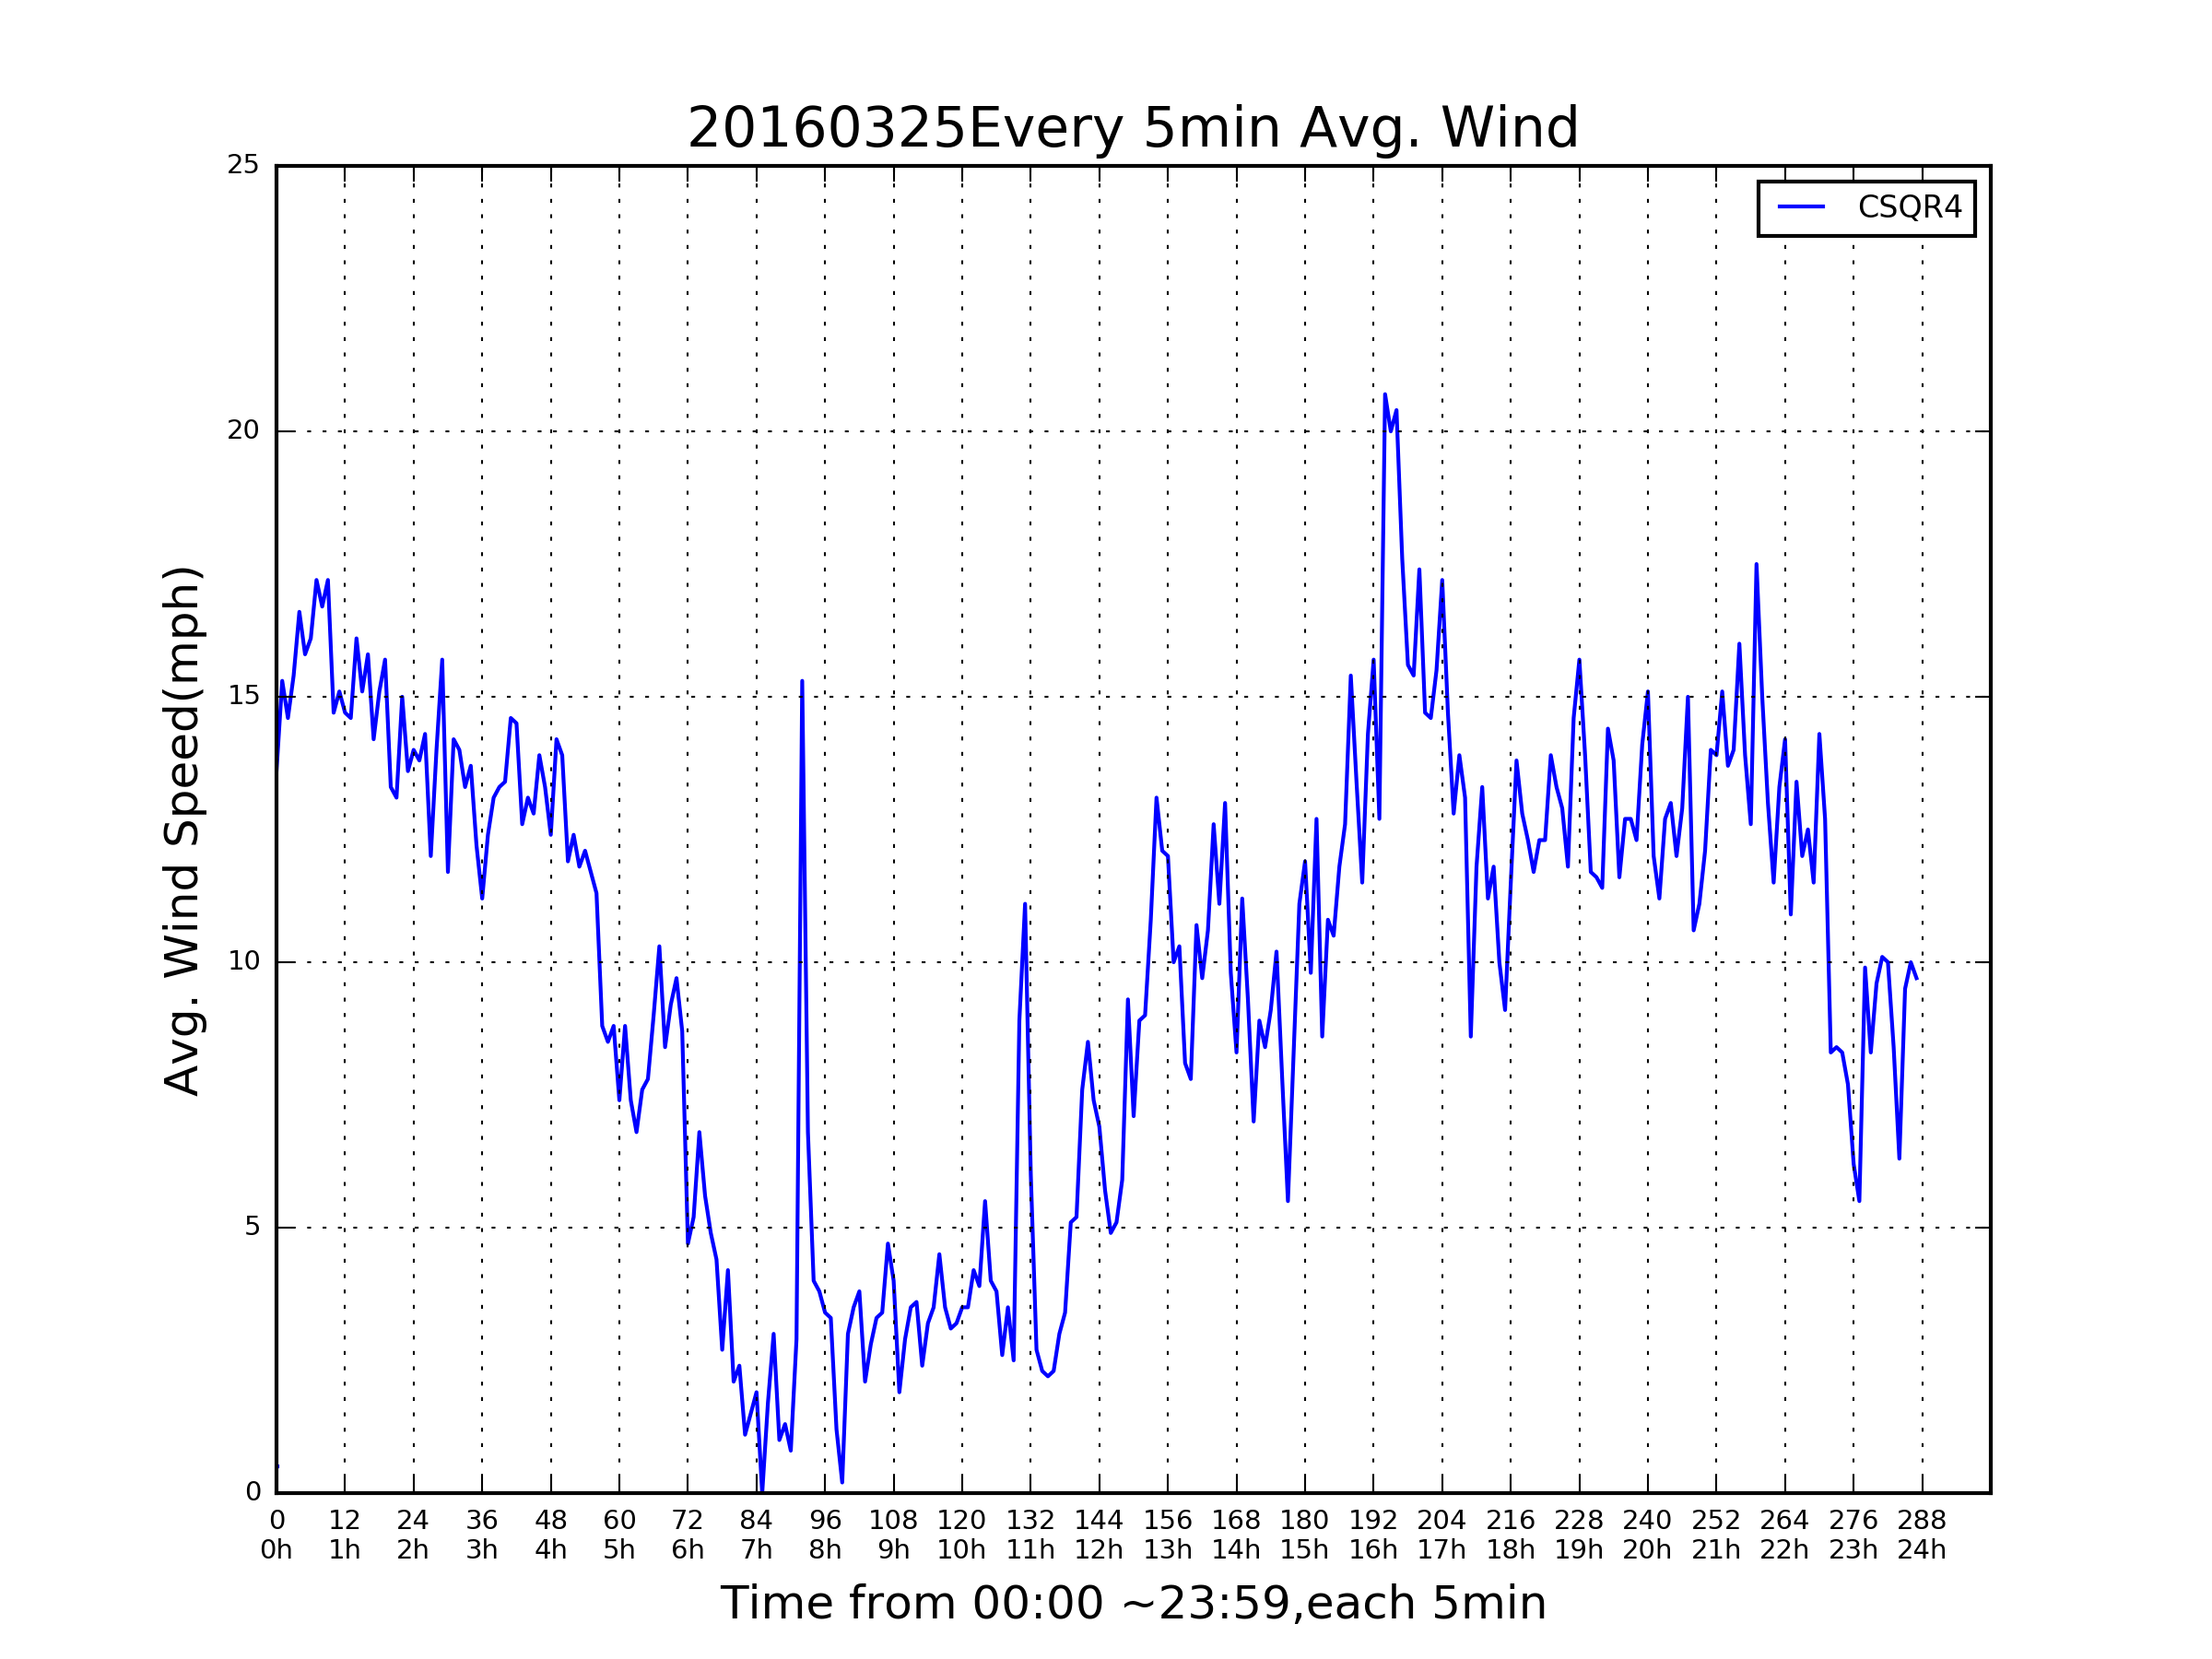 20160325Every 5min Avg. Wind
CSQR4
Avg. Wind Speed(mph)
25
20
15
10
5
0
0 12 24 36 48 60 72 84 96 108 120 132 144 156 168 180 192 204 216 228 240 252 264 276 288
0h 1h 2h 3h 4h 5h 6h 7h 8h 9h 10h 11h 12h 13h 14h 15h 16h 17h 18h 19h 20h 21h 22h 23h 24h
Time from 00:00 ~23:59,each 5min